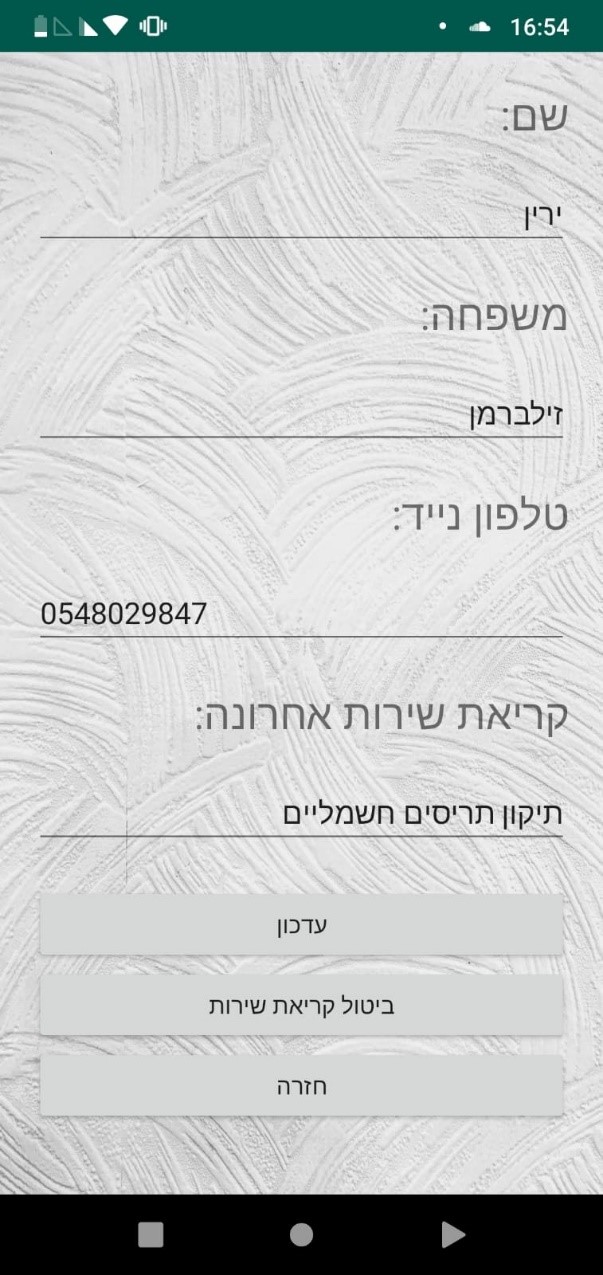 16:54
שם:
ירין
משפחה:
זילברמן
טלפון נייד:
0548029847
קריאת שירות אחרונה:
תיקון תריסים חשמליים
עדכון
ביטול קריאת שירות
חזרה